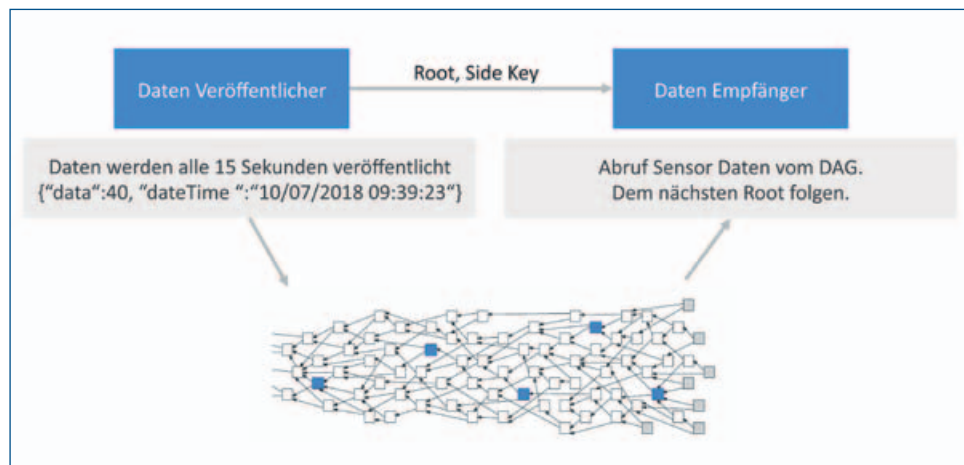 Root, Side Key
Daten Veröffentlicher
Daten Empfänger
Daten werden alle 15 Sekunden veröffentlicht
{“data“:40, “dateTime “:“10/07/2018 09:39:23“}
Abruf Sensor Daten vom DAG.
Dem nächsten Root folgen.